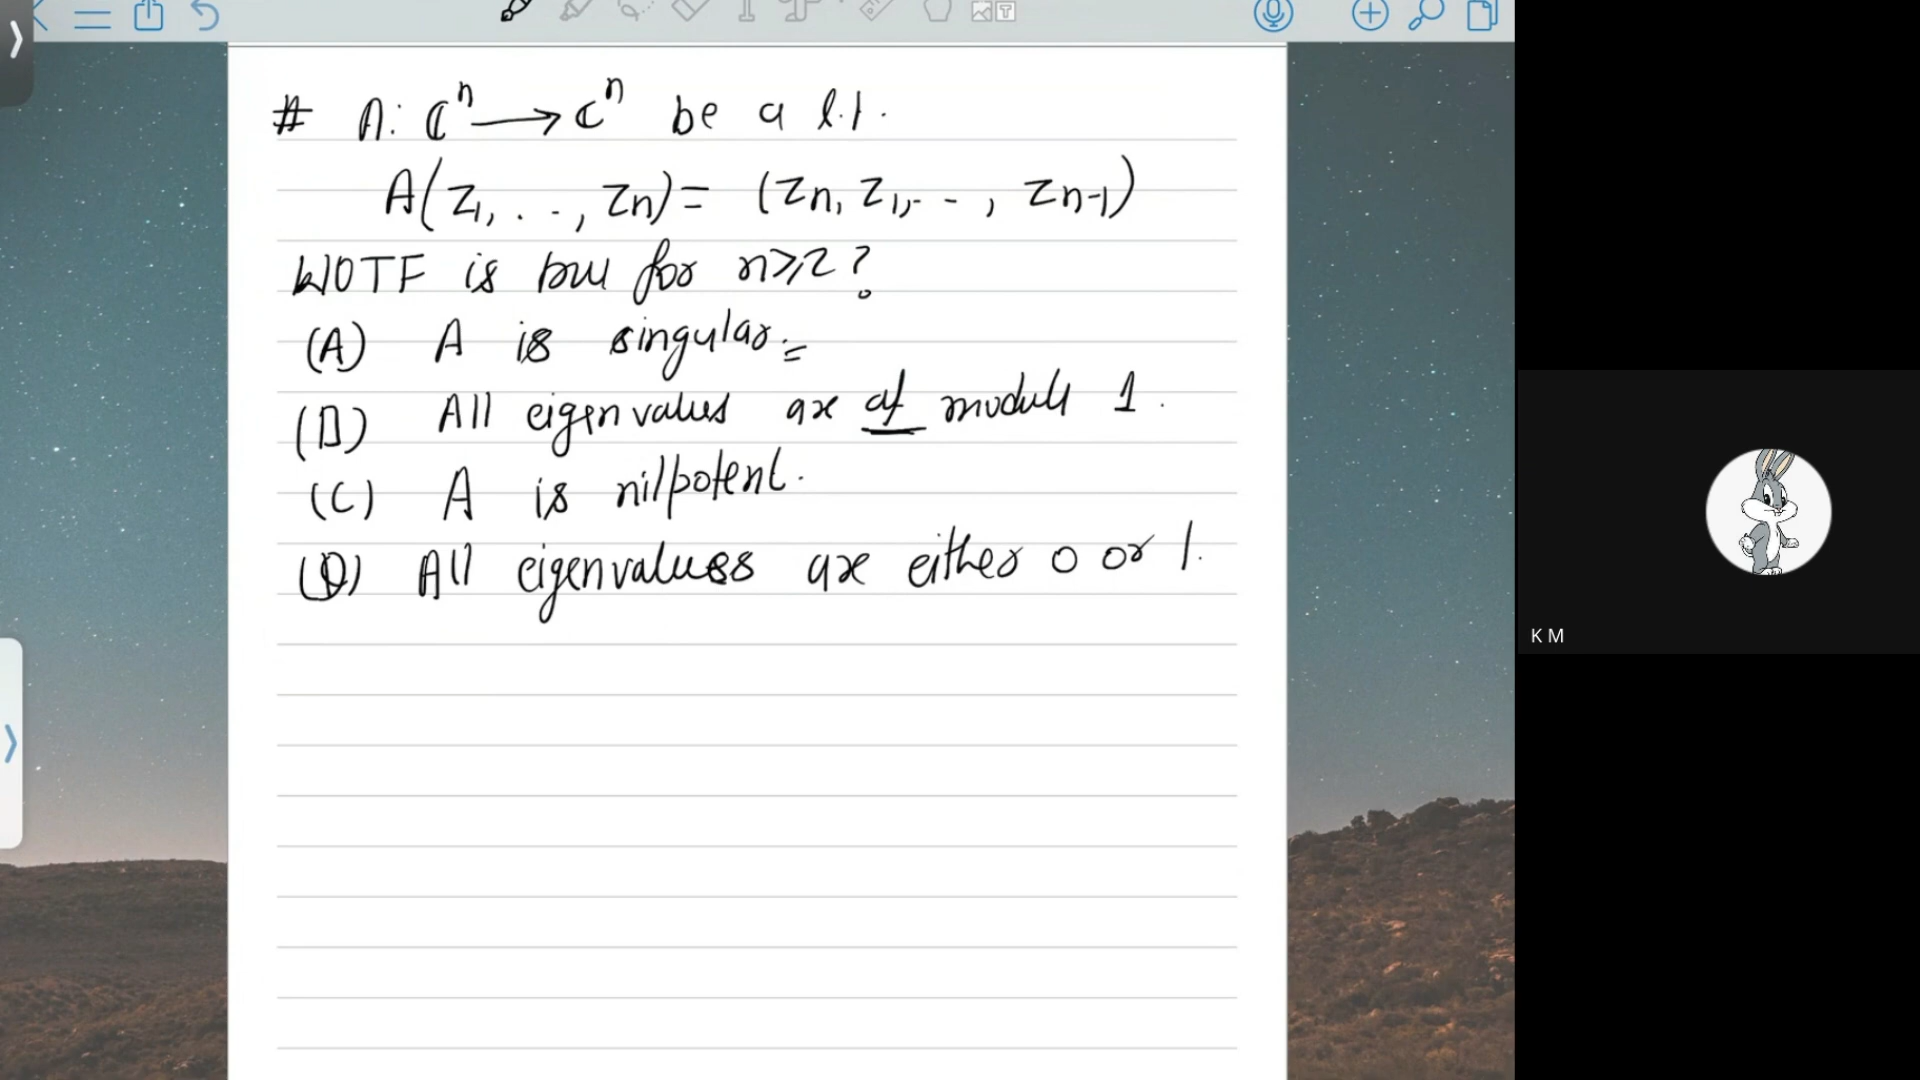 # A: ℂⁿ ⟶ ℂⁿ be a l.t.
A(z₁, . . , zₙ) = (zₙ, z₁, . . , zₙ₋₁)
WOTF is true for n⩾2?
(A) A is singular.
(B) All eigenvalues are of moduli 1.
(C) A is nilpotent.
(D) All eigenvalues are either 0 or 1.
K M